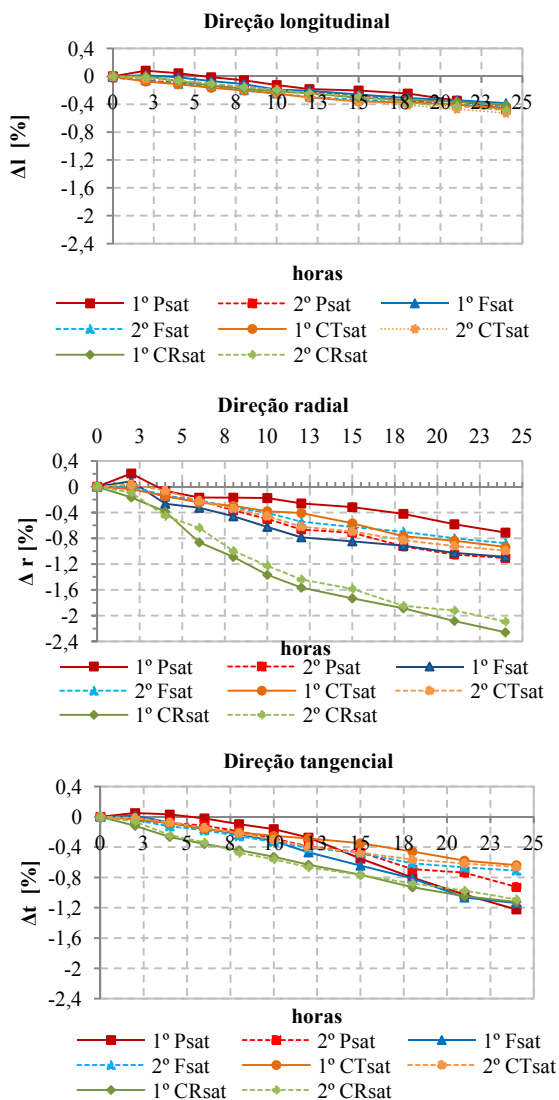 Direção longitudinal
0,4
0
-0,4
-0,8
-1,2
-1,6
-2
-2,4
Δl [%]
0 3 5 8 10 13 15 18 20 23 25
horas
1º Psat 2º Psat 1º Fsat
2º Fsat 1º CTsat 2º CTsat
1º CRsat 2º CRsat
Direção radial
0 3 5 8 10 13 15 18 20 23 25
0,4
0
-0,4
-0,8
-1,2
-1,6
-2
-2,4
Δ r [%]
horas
1º Psat 2º Psat 1º Fsat
2º Fsat 1º CTsat 2º CTsat
1º CRsat 2º CRsat
Direção tangencial
0,4
0
-0,4
-0,8
-1,2
-1,6
-2
-2,4
Δt [%]
0 3 5 8 10 13 15 18 20 23 25
horas
1º Psat 2º Psat 1º Fsat
2º Fsat 1º CTsat 2º CTsat
1º CRsat 2º CRsat